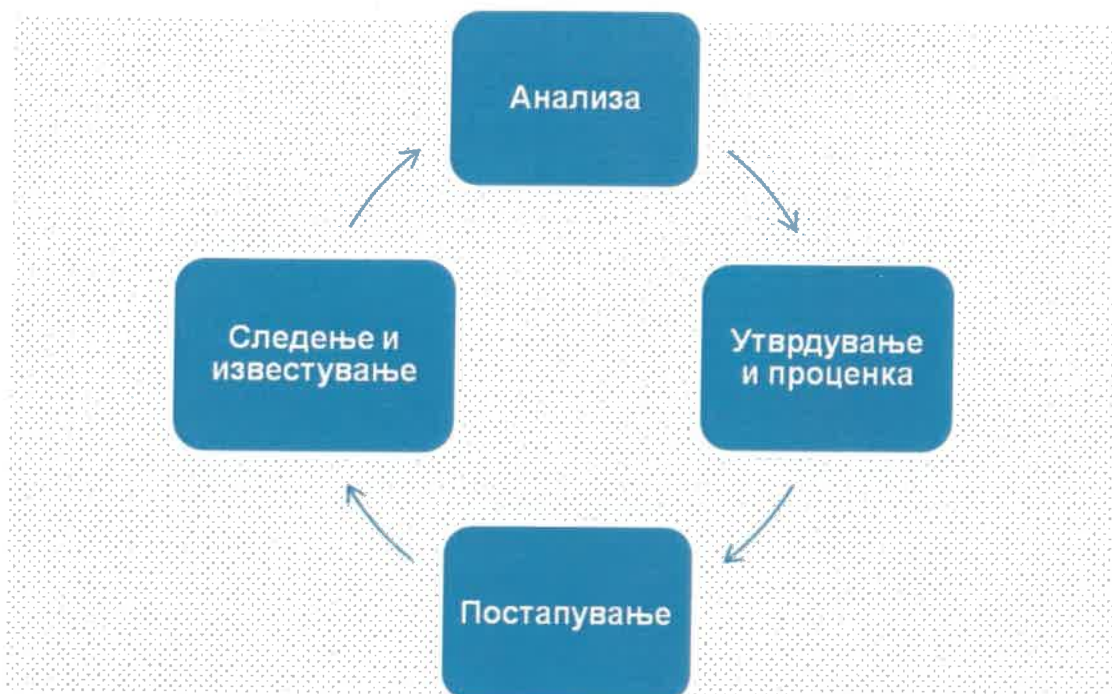 Анализа
Утврдување
и проценка
Постапување
Следење и
известување